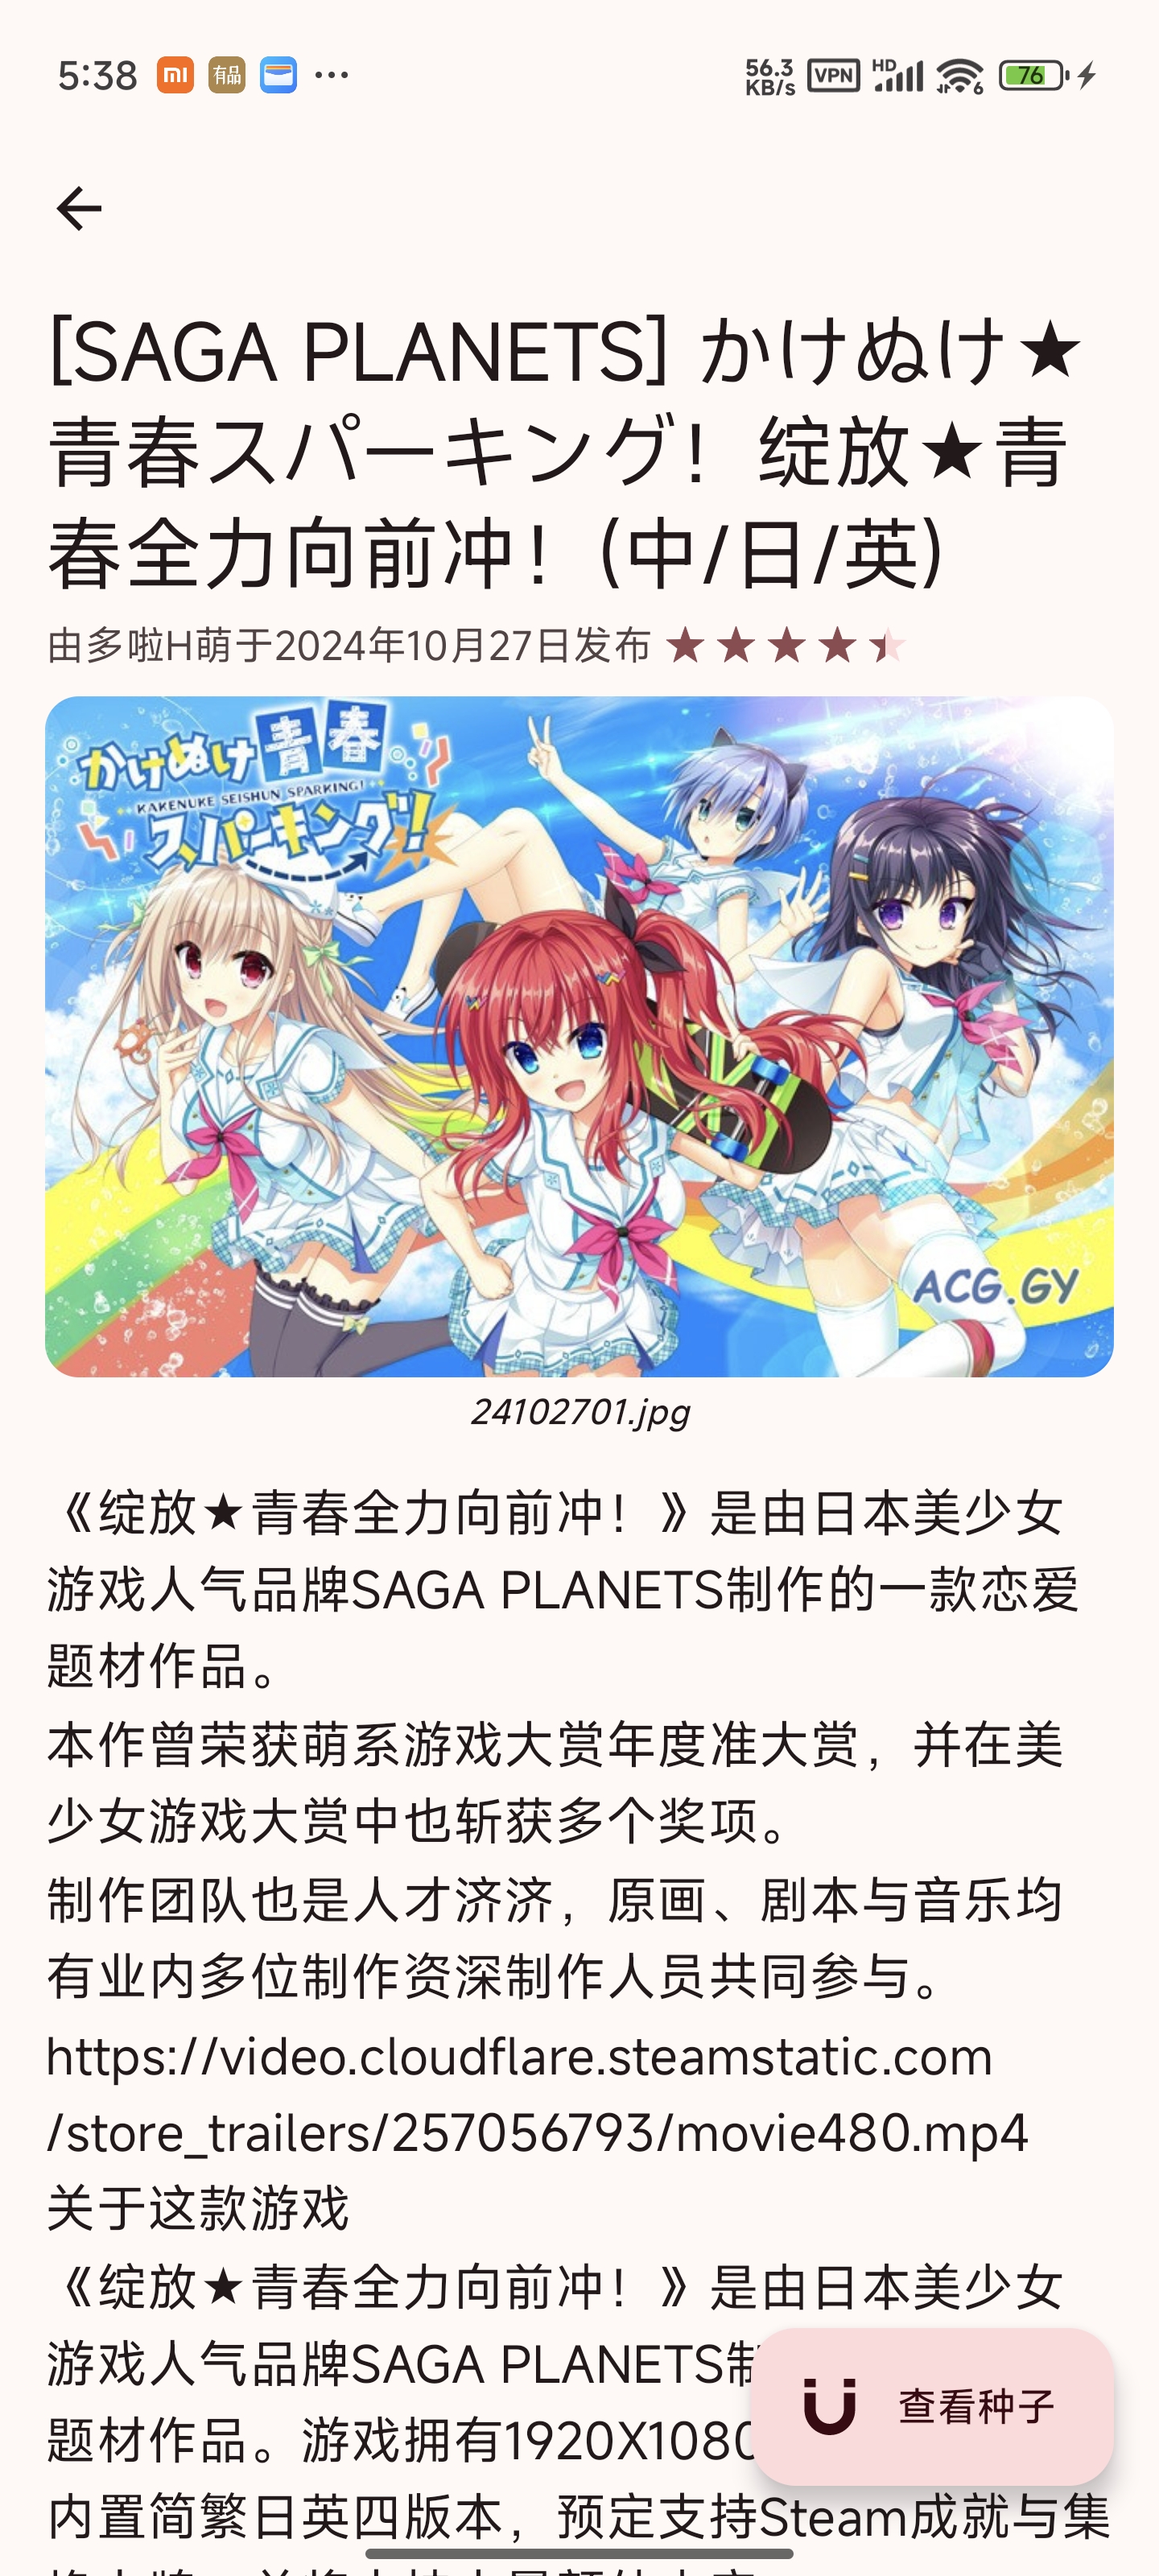 5:38
有品
56.3
KB/s
VPN
HD
6
76
[SAGA PLANETS] かけぬけ★
青春スパーキング！绽放★青
春全力向前冲！(中/日/英)
由多啦H萌于2024年10月27日发布
かけぬけ青春
KAKENUKE SEISHUN SPARKING!
スパーキング!
ACG.GY
24102701.jpg
《绽放★青春全力向前冲！》是由日本美少女
游戏人气品牌SAGA PLANETS制作的一款恋爱
题材作品。
本作曾荣获萌系游戏大赏年度准大赏，并在美
少女游戏大赏中也斩获多个奖项。
制作团队也是人才济济，原画、剧本与音乐均
有业内多位制作资深制作人员共同参与。
https://video.cloudflare.steamstatic.com
/store_trailers/257056793/movie480.mp4
关于这款游戏
《绽放★青春全力向前冲！》是由日本美少女
游戏人气品牌SAGA PLANETS制
题材作品。游戏拥有1920X1080
查看种子
内置简繁日英四版本，预定支持Steam成就与集